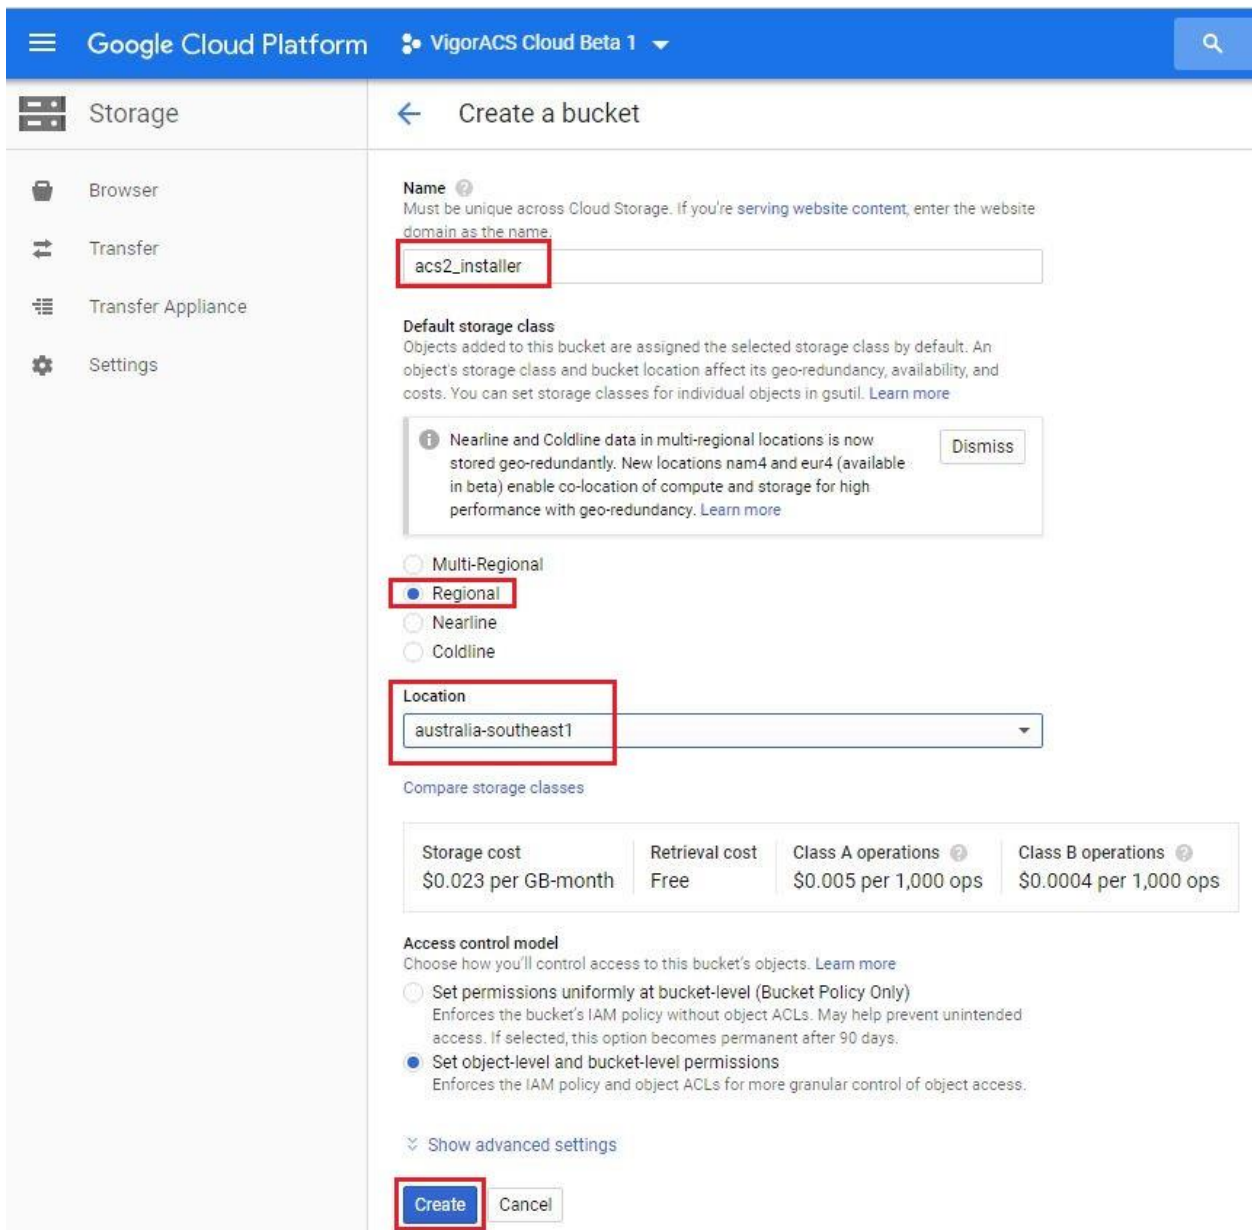 Google Cloud Platform VigorACS Cloud Beta 1
Storage
Create a bucket
Browser
Transfer
Transfer Appliance
Settings
Name
Must be unique across Cloud Storage. If you're serving website content, enter the website
domain as the name.
acs2_installer
Default storage class
Objects added to this bucket are assigned the selected storage class by default. An
object's storage class and bucket location affect its geo-redundancy, availability, and
costs. You can set storage classes for individual objects in gsutil. Learn more
Nearline and Coldline data in multi-regional locations is now
stored geo-redundantly. New locations nam4 and eur4 (available
in beta) enable co-location of compute and storage for high
performance with geo-redundancy. Learn more
Dismiss
Multi-Regional
Regional
Nearline
Coldline
Location
australia-southeast1
Compare storage classes
Storage cost Retrieval cost Class A operations Class B operations
$0.023 per GB-month Free $0.005 per 1,000 ops $0.0004 per 1,000 ops
Access control model
Choose how you'll control access to this bucket's objects. Learn more
Set permissions uniformly at bucket-level (Bucket Policy Only)
Enforces the bucket's IAM policy without object ACLs. May help prevent unintended
access. If selected, this option becomes permanent after 90 days.
Set object-level and bucket-level permissions
Enforces the IAM policy and object ACLs for more granular control of object access.
Show advanced settings
Create Cancel